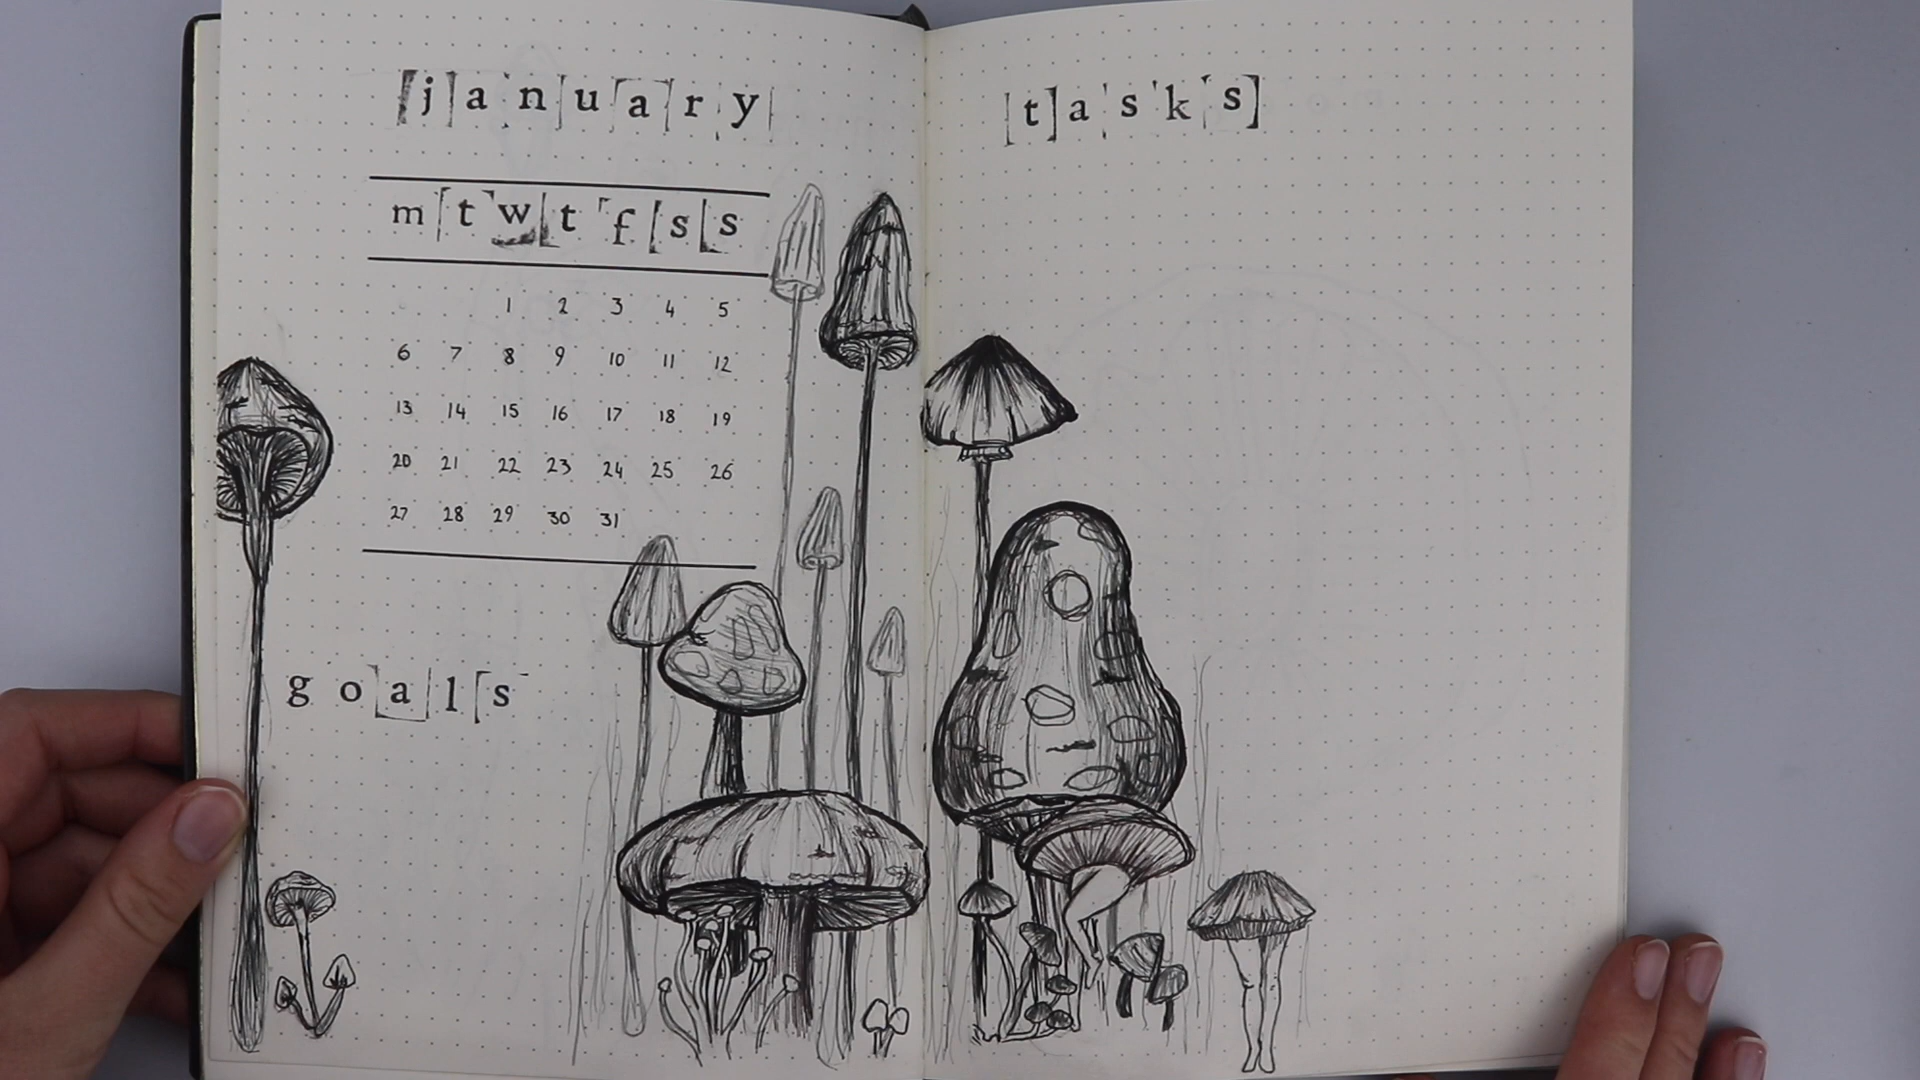 january
m t w t f s s
1 2 3 4 5
6 7 8 9 10 11 12
13 14 15 16 17 18 19
20 21 22 23 24 25 26
27 28 29 30 31
goals
tasks